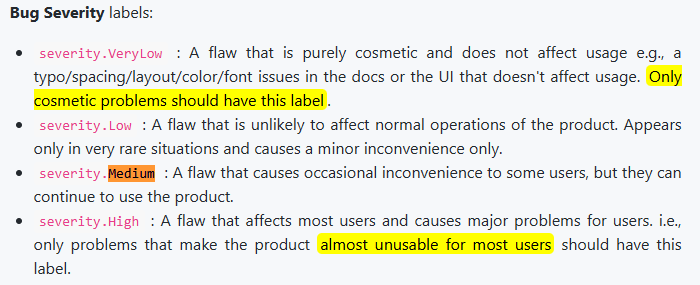 Bug Severity labels:
severity.VeryLow : A flaw that is purely cosmetic and does not affect usage e.g., a
typo/spacing/layout/color/font issues in the docs or the UI that doesn't affect usage. Only
cosmetic problems should have this label.
severity.Low : A flaw that is unlikely to affect normal operations of the product. Appears
only in very rare situations and causes a minor inconvenience only.
severity.Medium : A flaw that causes occasional inconvenience to some users, but they can
continue to use the product.
severity.High : A flaw that affects most users and causes major problems for users. i.e.,
only problems that make the product almost unusable for most users should have this
label.